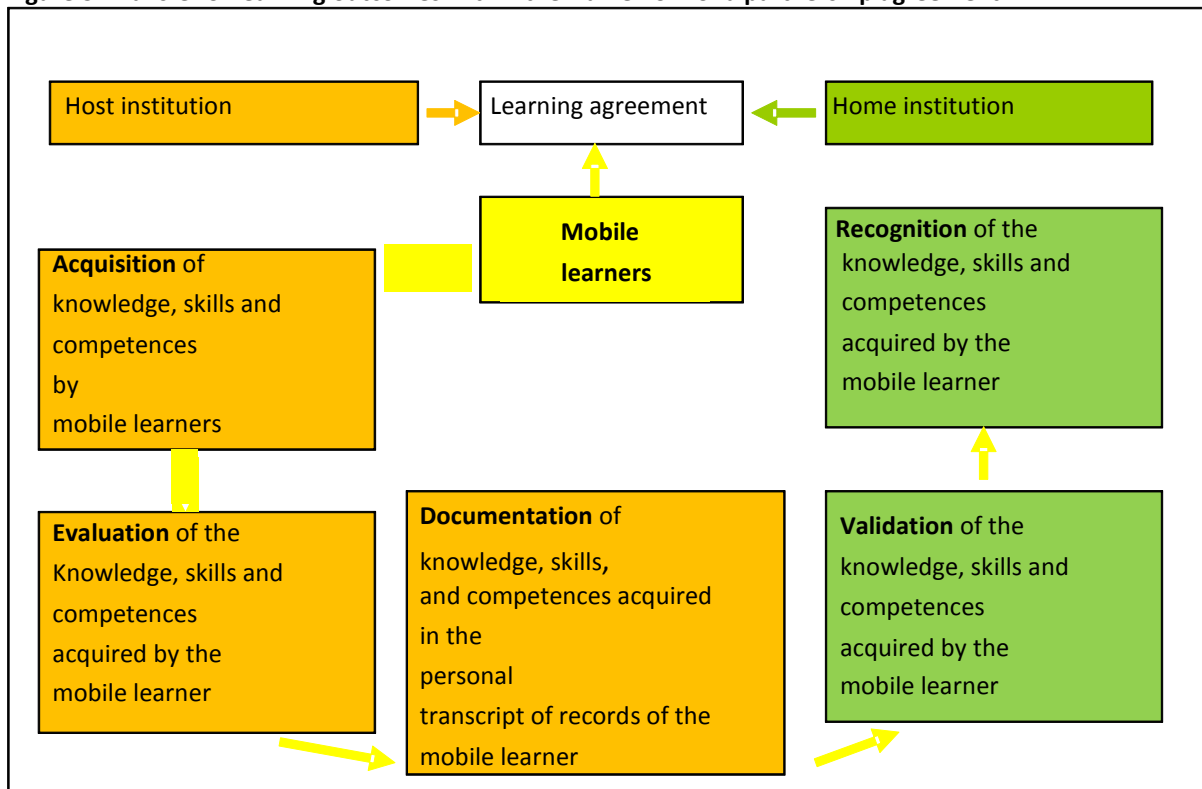 Host institution
Learning agreement
Home institution
Mobile
learners
Acquisition of
knowledge, skills and
competences
by
mobile learners
Recognition of the
knowledge, skills and
competences
acquired by the
mobile learner
Evaluation of the
Knowledge, skills and
competences
acquired by the
mobile learner
Documentation of
knowledge, skills,
and competences acquired
in the
personal
transcript of records of the
mobile learner
Validation of the
knowledge, skills and
competences
acquired by the
mobile learner